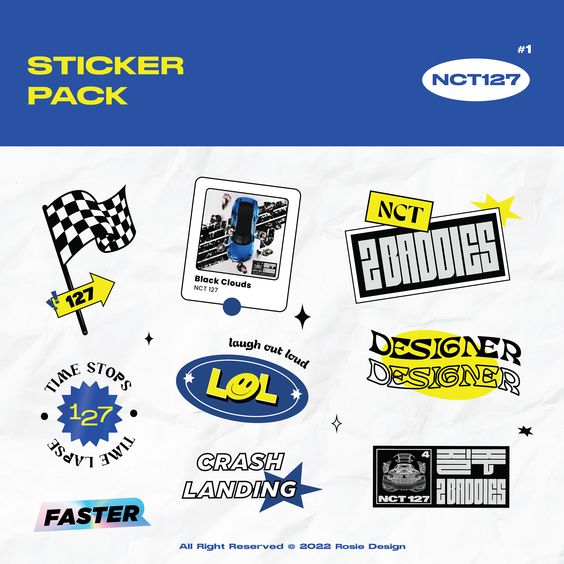 STICKER
PACK
#1
NCT127
127
Black Clouds
NCT 127
NCT
2 BADDIES
TIME STOPS
127
TIME LAPSE
laugh out loud
LOL
DESIGNER
DESIGNER
CRASH
LANDING
4
NCT 127
질주
2 BADDIES
FASTER
All Right Reserved © 2022 Rosie Design